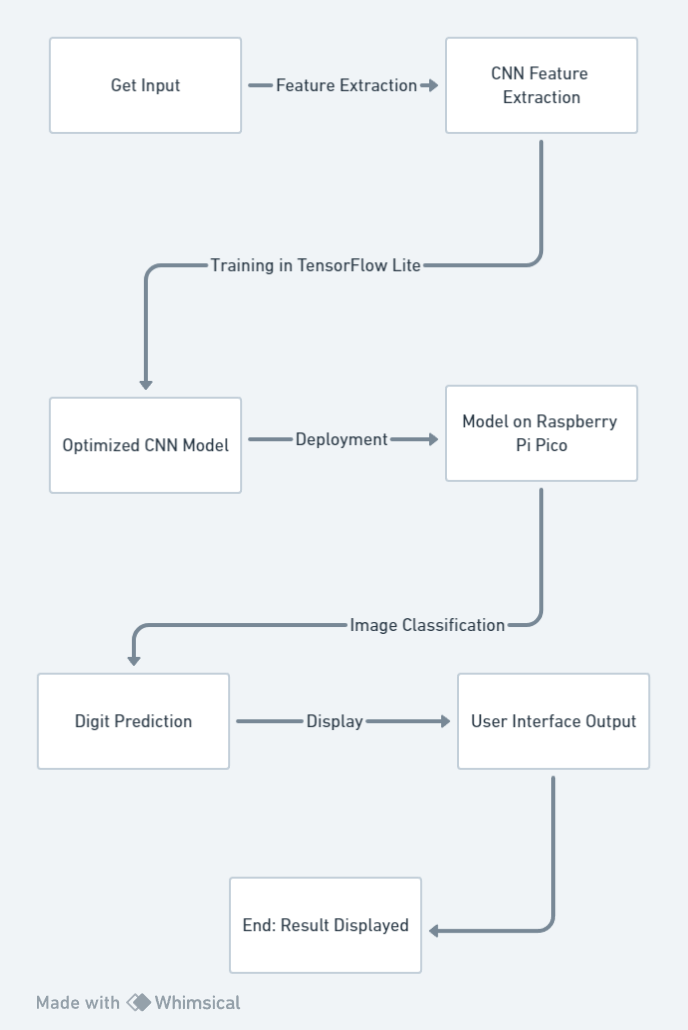 Get Input
Feature Extraction
CNN Feature
Extraction
Training in TensorFlow Lite
Optimized CNN Model
Deployment
Model on Raspberry
Pi Pico
Image Classification
Digit Prediction
Display
User Interface Output
End: Result Displayed
Made with Whimsical